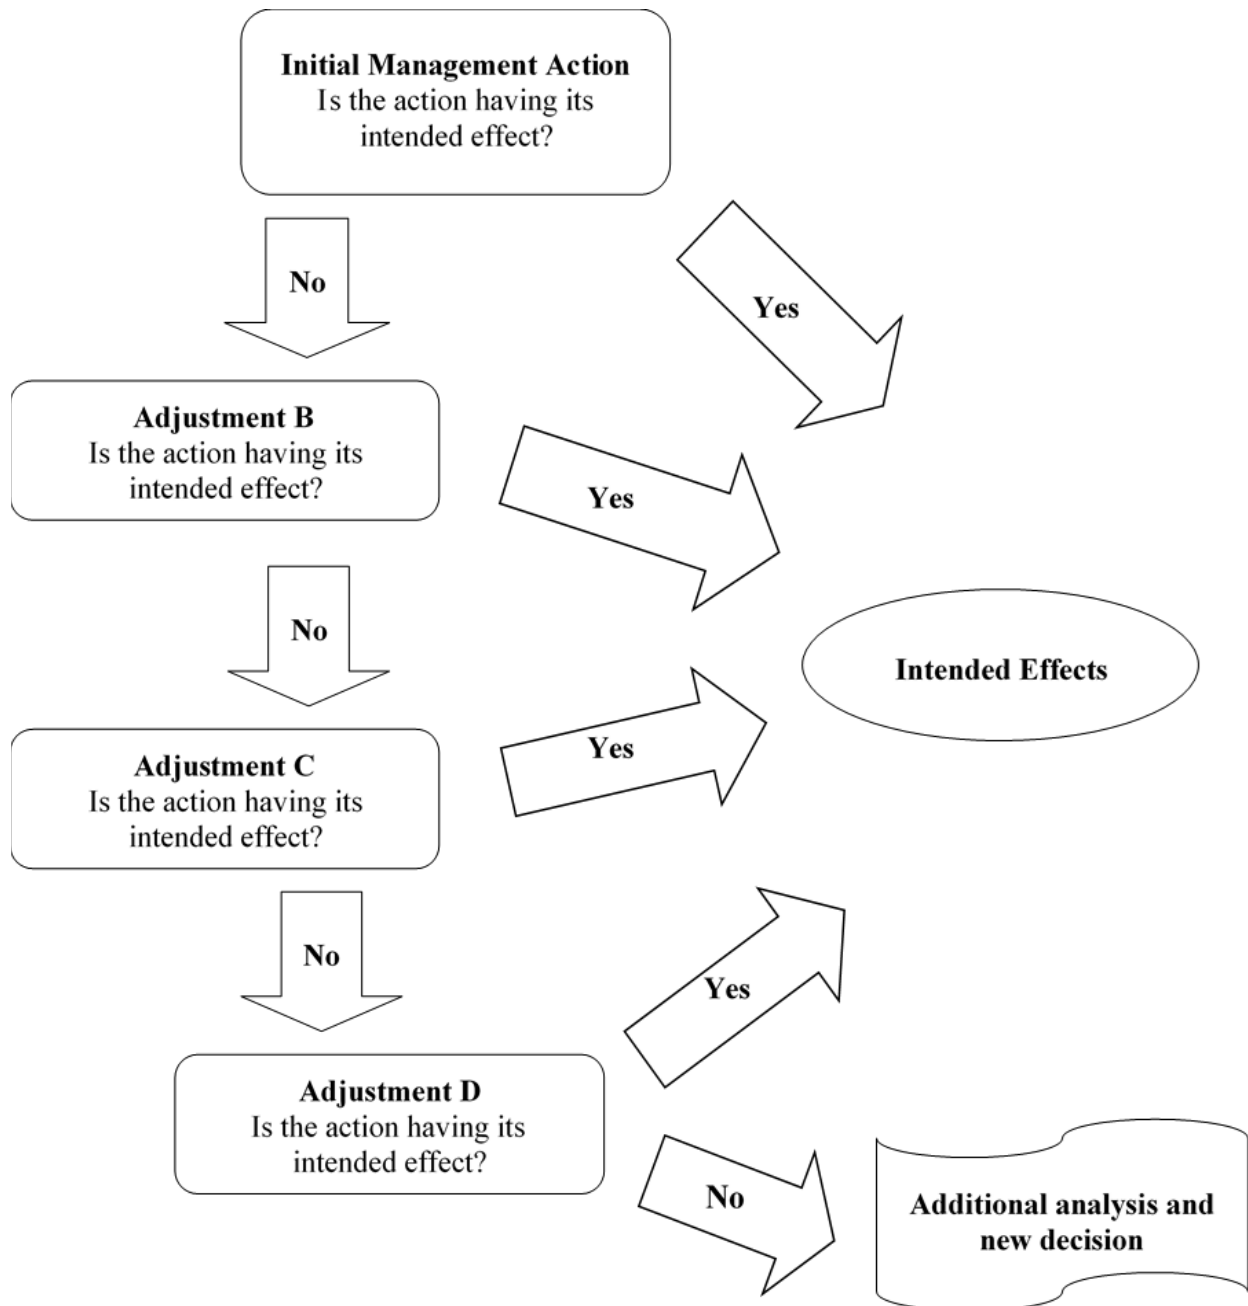 Initial Management Action
Is the action having its
intended effect?
No
Yes
Adjustment B
Is the action having its
intended effect?
Yes
No
Intended Effects
Adjustment C
Is the action having its
intended effect?
Yes
No
Yes
Adjustment D
Is the action having its
intended effect?
No
Additional analysis and
new decision